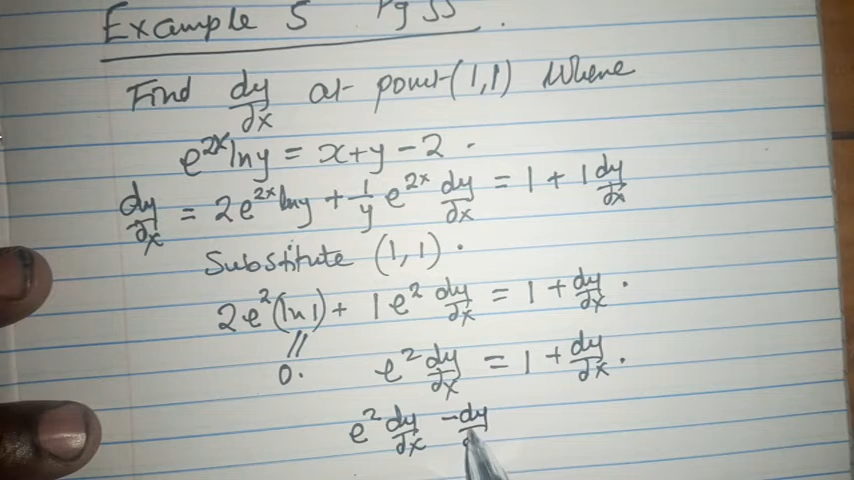 Example 5 Pg 55.
Find dy/dx at point (1,1) Where
e^{2x} ln y = x+y-2.
dy/dx = 2e^{2x} ln y + 1/y e^{2x} dy/dx = 1 + 1 dy/dx
Substitute (1,1).
2e^2 (ln 1) + 1e^2 dy/dx = 1 + dy/dx.
//
0. e^2 dy/dx = 1 + dy/dx.
e^2 dy/dx - dy/